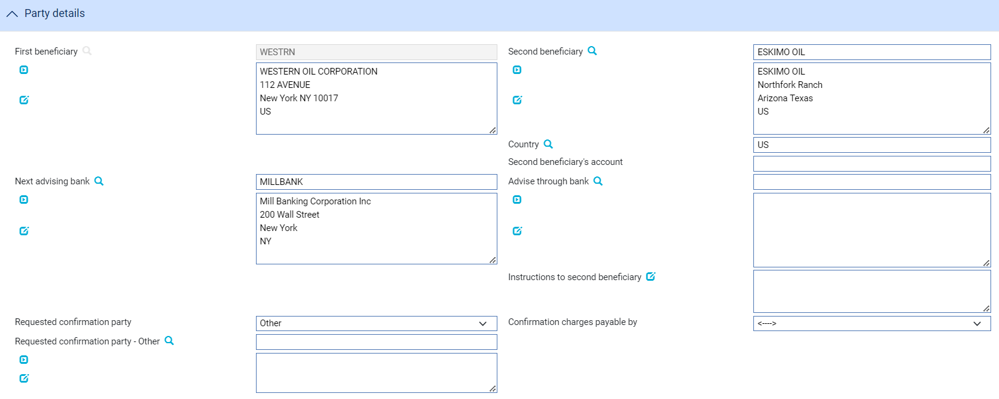 Party details
First beneficiary
WESTRN
WESTERN OIL CORPORATION
112 AVENUE
New York NY 10017
US
Second beneficiary
ESKIMO OIL
ESKIMO OIL
Northfork Ranch
Arizona Texas
US
Country
US
Second beneficiary's account
Next advising bank
MILLBANK
Mill Banking Corporation Inc
200 Wall Street
New York
NY
Advise through bank
Instructions to second beneficiary
Requested confirmation party
Other
Confirmation charges payable by
<---->
Requested confirmation party - Other